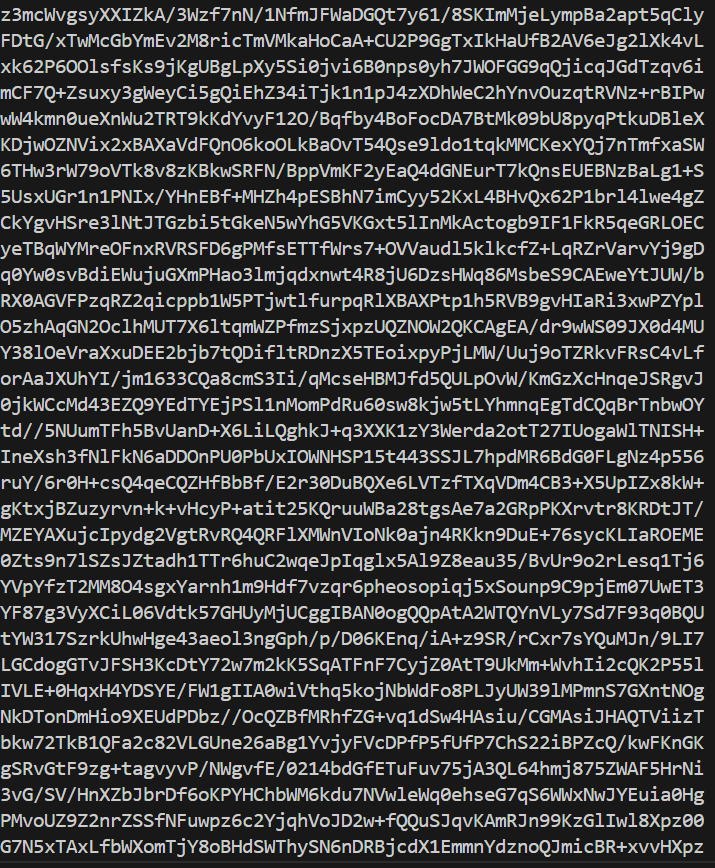 z3mcWvgsyXXIZkA/3Wzf7nN/1NfmJFWaDGQt7y61/8SKImMjeLympBa2apt5qCly
FDtG/xTwMcGbYmEv2M8ricTmVMkaHoCaA+CU2P9GgTxIkHaUfB2AV6eJg2lXk4vL
xk62P6OOlsfsKs9jKgUBgLpXy5Si0jvi6B0nps0yh7JWOFGG9qQjicqJGdTzqv6i
mCF7Q+Zsuxy3gWeyCi5gQiEhZ34iTjk1n1pJ4zXDhWeC2hYnvOuzqtRVNz+rBIPw
wW4kmn0ueXnWu2TRT9kKdYvyF12O/Bqfby4BoFocDA7BtMk09bU8pyqPtkuDBleX
KDjwOZNVix2xBAXaVdFQnO6koOLkBaOvT54Qse9ldo1tqkMMCKexYQj7nTmfxaSW
6THw3rW79oVTk8v8zKBkwSRFN/BppVmKF2yEaQ4dGNEurT7kQnsEUEBNzBaLg1+S
5UsxUGr1n1PNIx/YHnEBf+MHZh4pESBhN7imCyy52KxL4BHvQx62P1brl4lwe4gZ
CkYgvHSre3lNtJTGzbi5tGkeN5wYhG5VKGxt5lInMkActogb9IF1FkR5qeGRLOEC
yeTBqWYMreOFnxRVRSFD6gPMfsETTfWrs7+OVVaudl5klkcfZ+LqRZrVarvYj9gD
q0Yw0svBdiEWujuGXmPHao3lmjqdxnwt4R8jU6DzsHWq86MsbeS9CAEweYtJUW/b
RX0AGVFPzqRZ2qicppb1W5PTjwtlfurpqRlXBAXPtp1h5RVB9gvHIaRi3xwPZYpl
O5zhAqGN2OclhMUT7X6ltqmWZPfmzSjxpzUQZNOW2QKCAgEA/dr9wWS09JX0d4MU
Y38lOeVraXxuDEE2bjb7tQDifltRDnzX5TEoixpyPjLMW/Uuj9oTZRkvFRsC4vLf
orAaJXUhYI/jm1633CQa8cmS3Ii/qMcseHBMJfd5QULpOvW/KmGzXcHnqeJSRgvJ
0jkWCcMd43EZQ9YEdTYEjPSl1nMomPdRu60sw8kjw5tLYhmnqEgTdCQqBrTnbwOY
td//5NUumTFh5BvUanD+X6LiLQghkJ+q3XXK1zY3Werda2otT27IUogaWlTNISH+
IneXsh3fNlFkN6aDDOnPU0PbUxIOWNHSP15t443SSJL7hpdMR6BdG0FLgNz4p556
ruY/6r0H+csQ4qeCQZHfBbBf/E2r30DuBQXe6LVTzfTXqVDm4CB3+X5UpIZx8kW+
gKtxjBZuzyrvn+k+vHcyP+atit25KQruuWBa28tgsAe7a2GRpPKXrvtr8KRDtJT/
MZEYAXujcIpydg2VgtRvRQ4QRFlXMWnVIoNk0ajn4RKkn9DuE+76sycKLIaROEME
0Zts9n7lSZsJZtadh1TTr6huC2wqeJpIqglx5Al9Z8eau35/BvUr9o2rLesq1Tj6
YVpYfzT2MM8O4sgxYarnh1m9Hdf7vzqr6pheosopiqj5xSounp9C9pjEm07UwET3
YF87g3VyXCiL06Vdtk57GHUyMjUCggIBAN0ogQQpAtA2WTQYnVLy7Sd7F93q0BQU
tYW317SzrkUhwHge43aeol3ngGph/p/D06KEnq/iA+z9SR/rCxr7sYQuMJn/9LI7
LGCdogGTvJFSH3KcDtY72w7m2kK5SqATFnF7CyjZ0AtT9UkMm+WvhIi2cQK2P55l
IVLE+0HqxH4YDSYE/FW1gIIA0wiVthq5kojNbWdFo8PLJyUW39lMPmnS7GXntNOg
NkDTonDmHio9XEUdPDbz//OcQZBfMRhfZG+vq1dSw4HAsiu/CGMAsiJHAQTViizT
bkw72TkB1QFa2c82VLGUne26aBg1YvjyFVcDPfP5fUfP7ChS22iBPZcQ/kwFKnGK
gSRvGtF9zg+tagvyvP/NWgvfE/0214bdGfETuFuv75jA3QL64hmj875ZWAF5HrNi
3vG/SV/HnXZbJbrDf6oKPYHChbWM6kdu7NVwleWq0ehseG7qS6WWxNwJYEuia0Hg
PMvoUZ9Z2nrZSSfNFuwpz6c2YjqhVoJD2w+fQQuSJqvKAmRJn99KzGlIwl8Xpz00
G7N5xTAxLfbWXomTjY8oBHdSWThySN6nDRBjcdX1EmmnYdznoQJmicBR+xvvHXpz